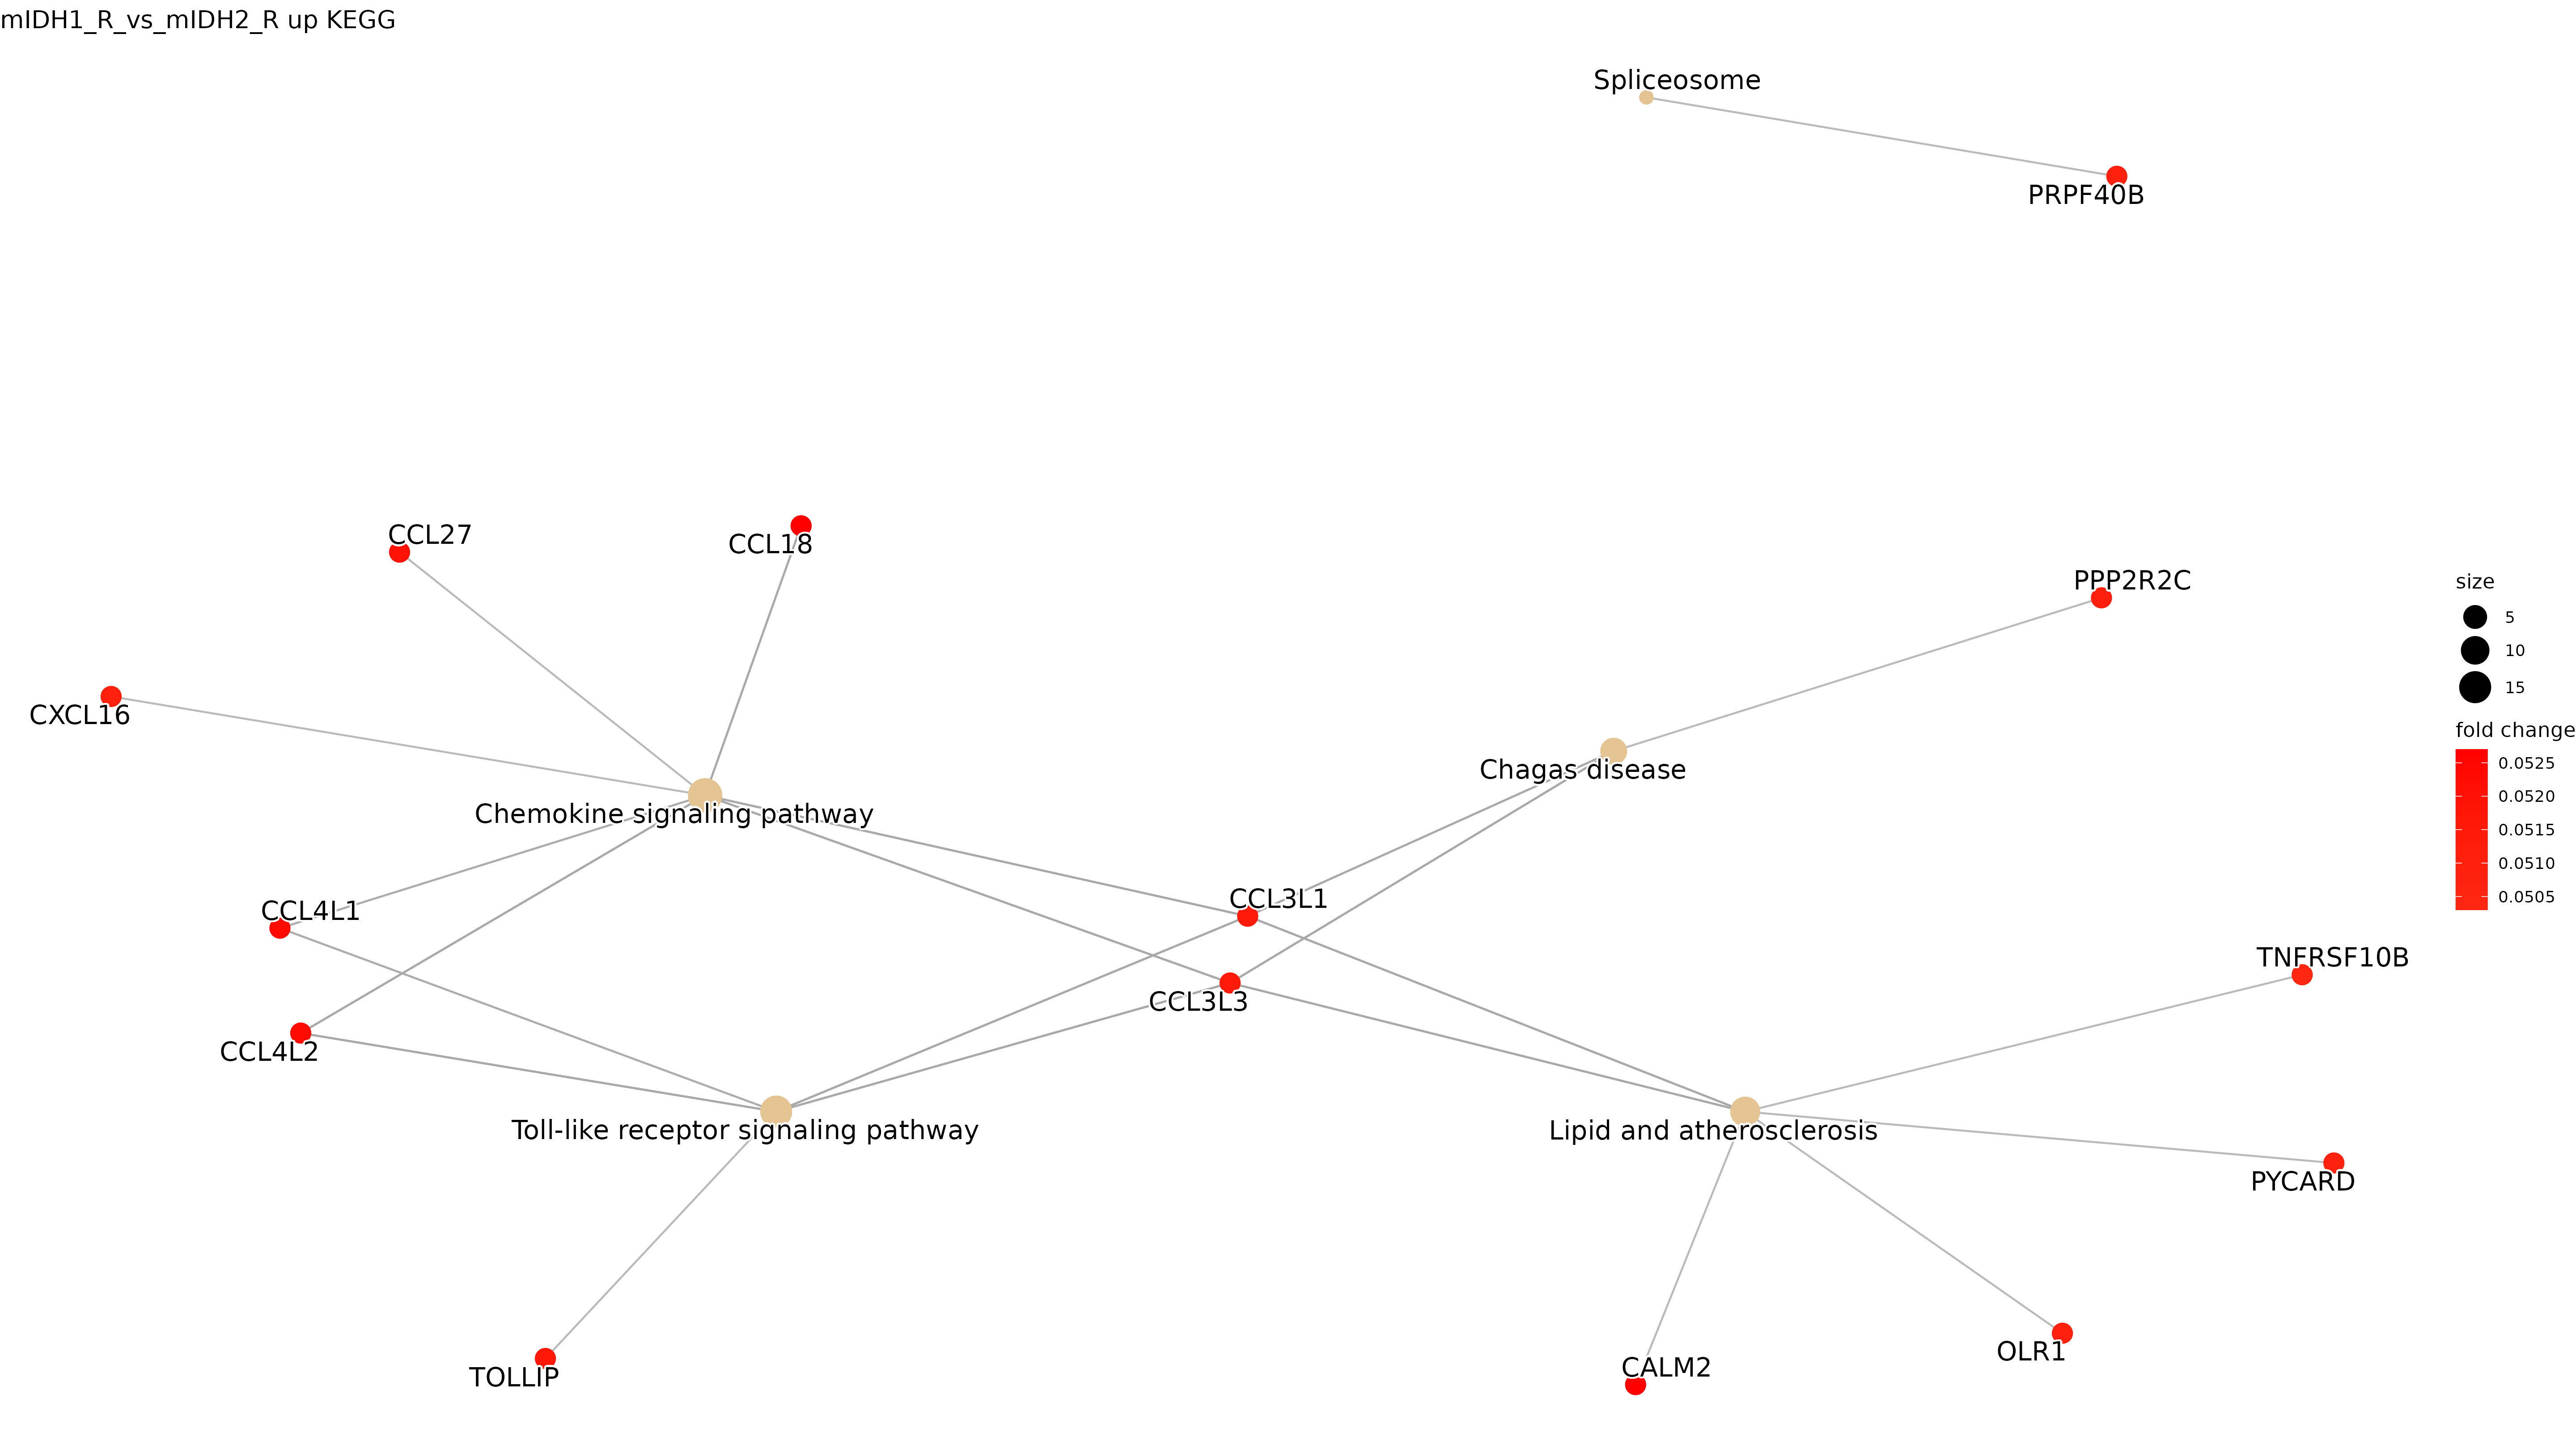 mIDH1_R_vs_mIDH2_R up KEGG
Spliceosome
PRPF40B
CCL27
CCL18
PPP2R2C
CXCL16
Chagas disease
Chemokine signaling pathway
CCL3L1
CCL4L1
TNFRSF10B
CCL3L3
CCL4L2
Toll-like receptor signaling pathway
Lipid and atherosclerosis
PYCARD
OLR1
CALM2
TOLLIP
size
5
10
15
fold change
0.0525
0.0520
0.0515
0.0510
0.0505